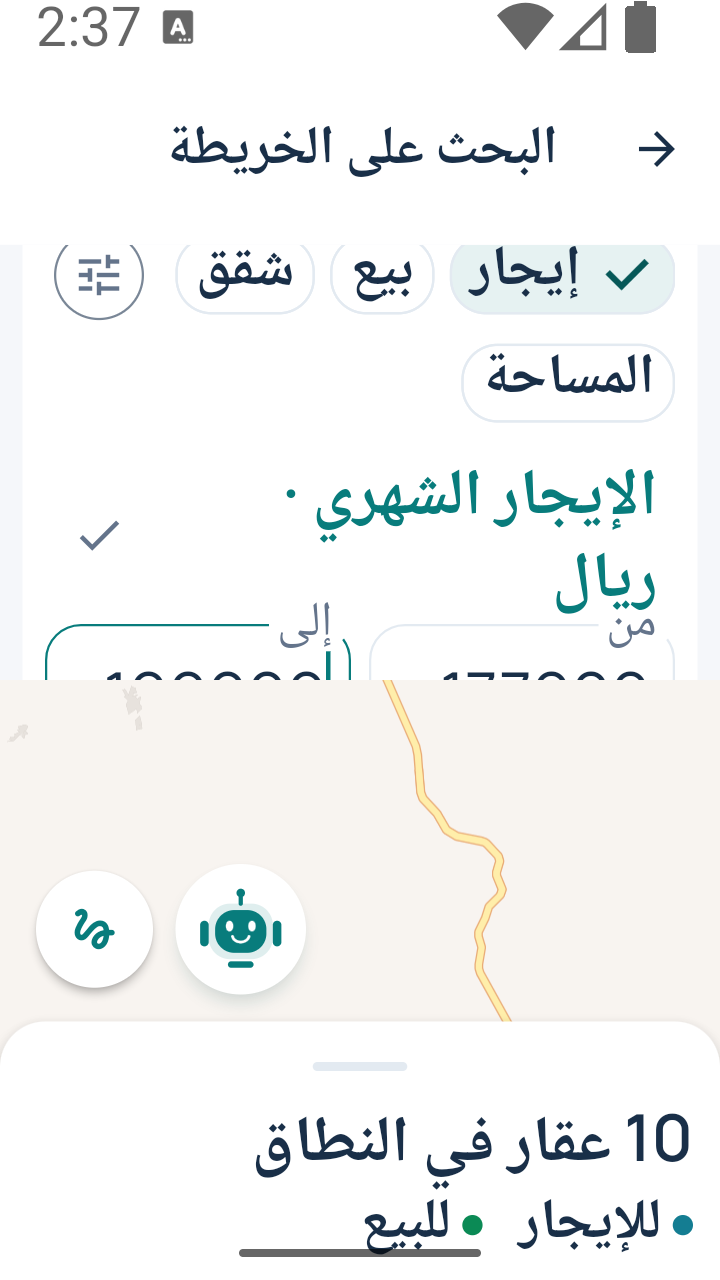 2:37
البحث على الخريطة
إيجار
بيع
شقق
المساحة
الإيجار الشهري ·
ريال
من
إلى
10 عقار في النطاق
للإيجار
للبيع